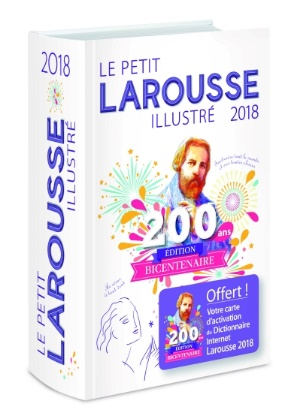 2018
LE PETIT
LAROUSSE
ILLUSTRÉ
LE PETIT
LAROUSSE
ILLUSTRÉ 2018
200 ans
ÉDITION
BICENTENAIRE
Offert !
Votre carte
d'activation
du Dictionnaire
Internet
Larousse 2018
200
ÉDITION
BICENTENAIRE